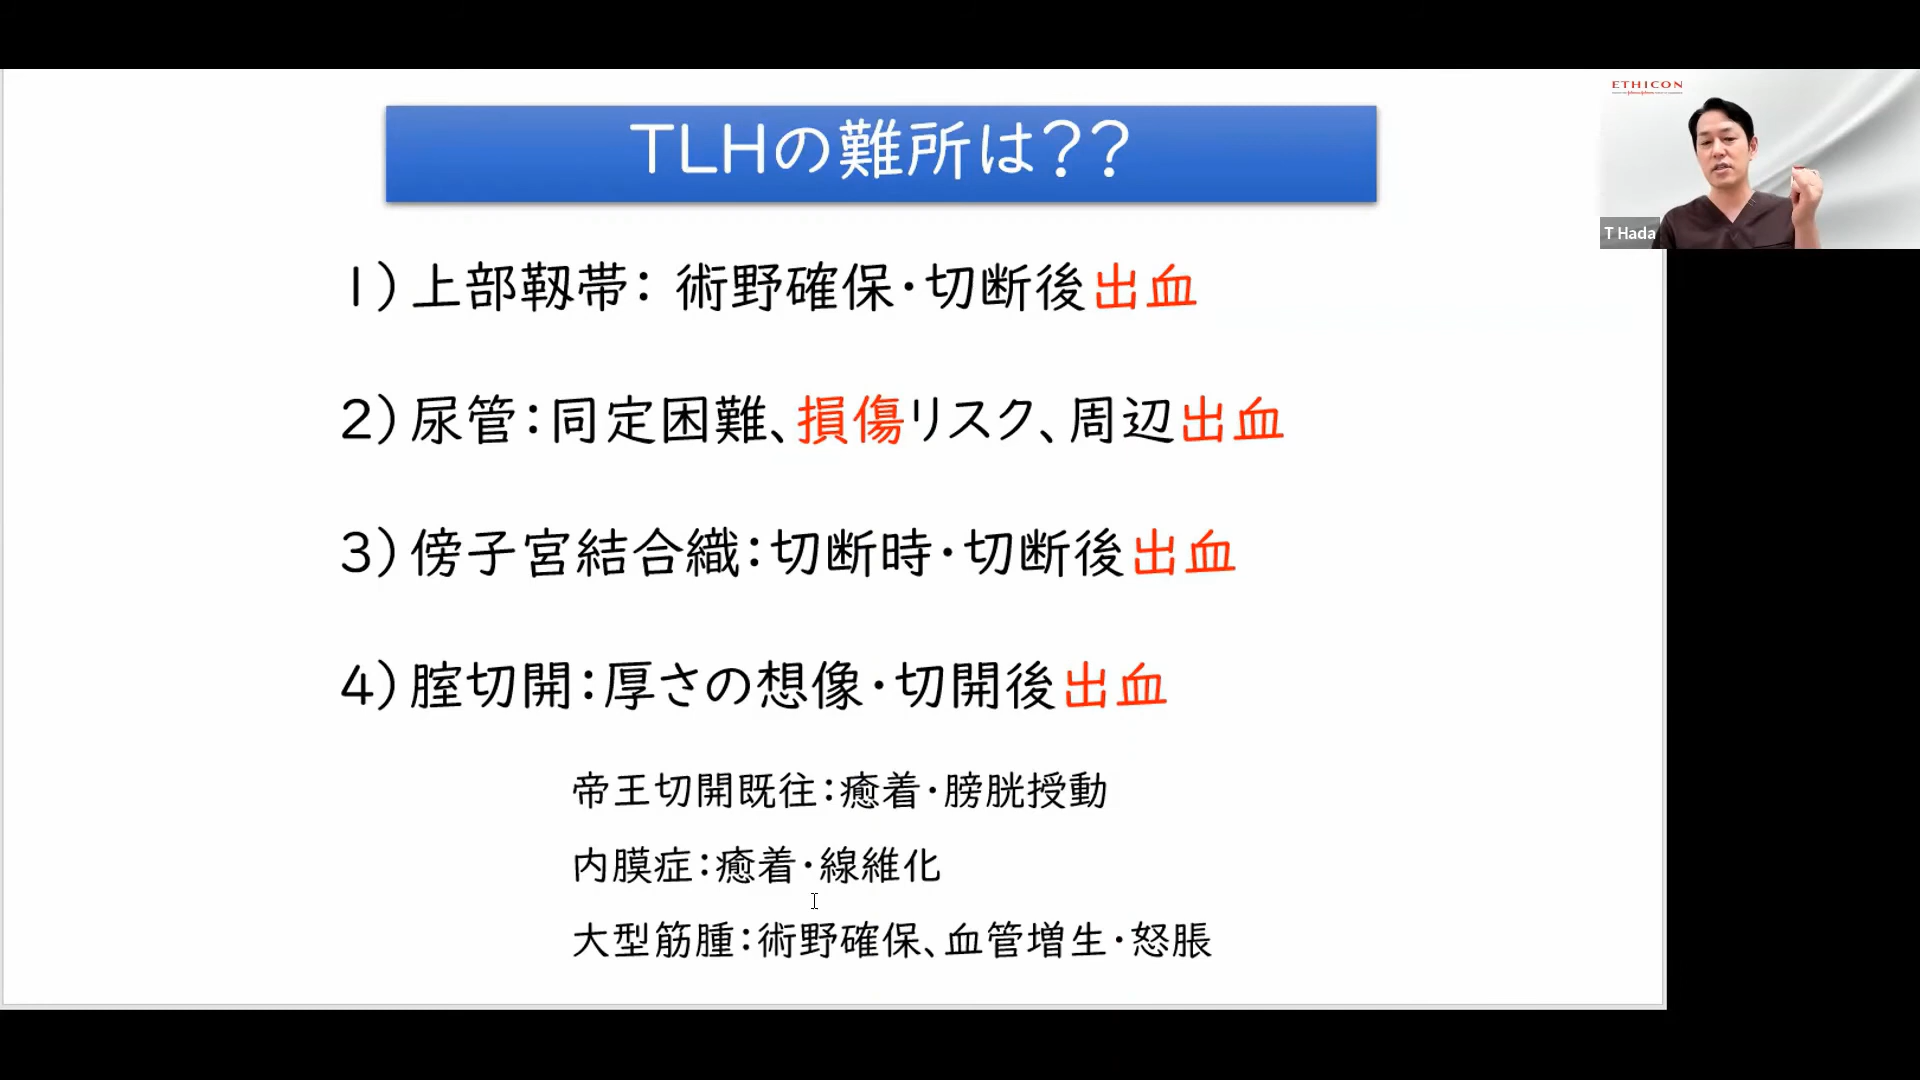 TLHの難所は??
ETHICON
T Hada
1)上部靱帯: 術野確保・切断後出血
2)尿管:同定困難、損傷リスク、周辺出血
3)傍子宮結合織:切断時・切断後出血
4)腟切開:厚さの想像・切開後出血
帝王切開既往:癒着・膀胱授動
内膜症:癒着・線維化
大型筋腫:術野確保、血管増生・怒脹